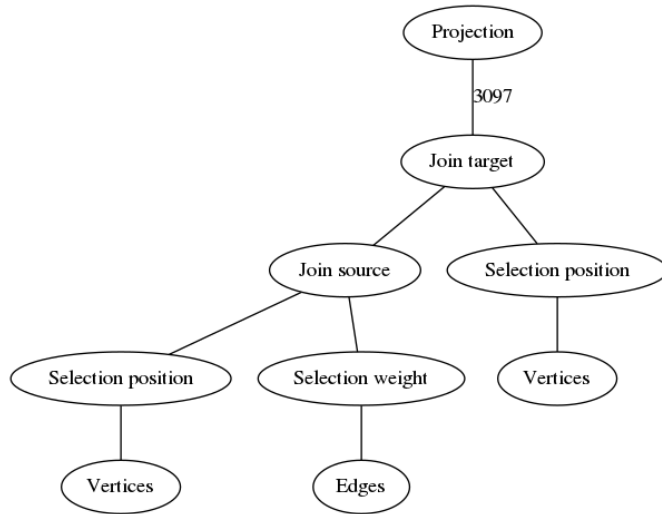 Projection
3097
Join target
Join source
Selection position
Selection position
Selection weight
Vertices
Vertices
Edges